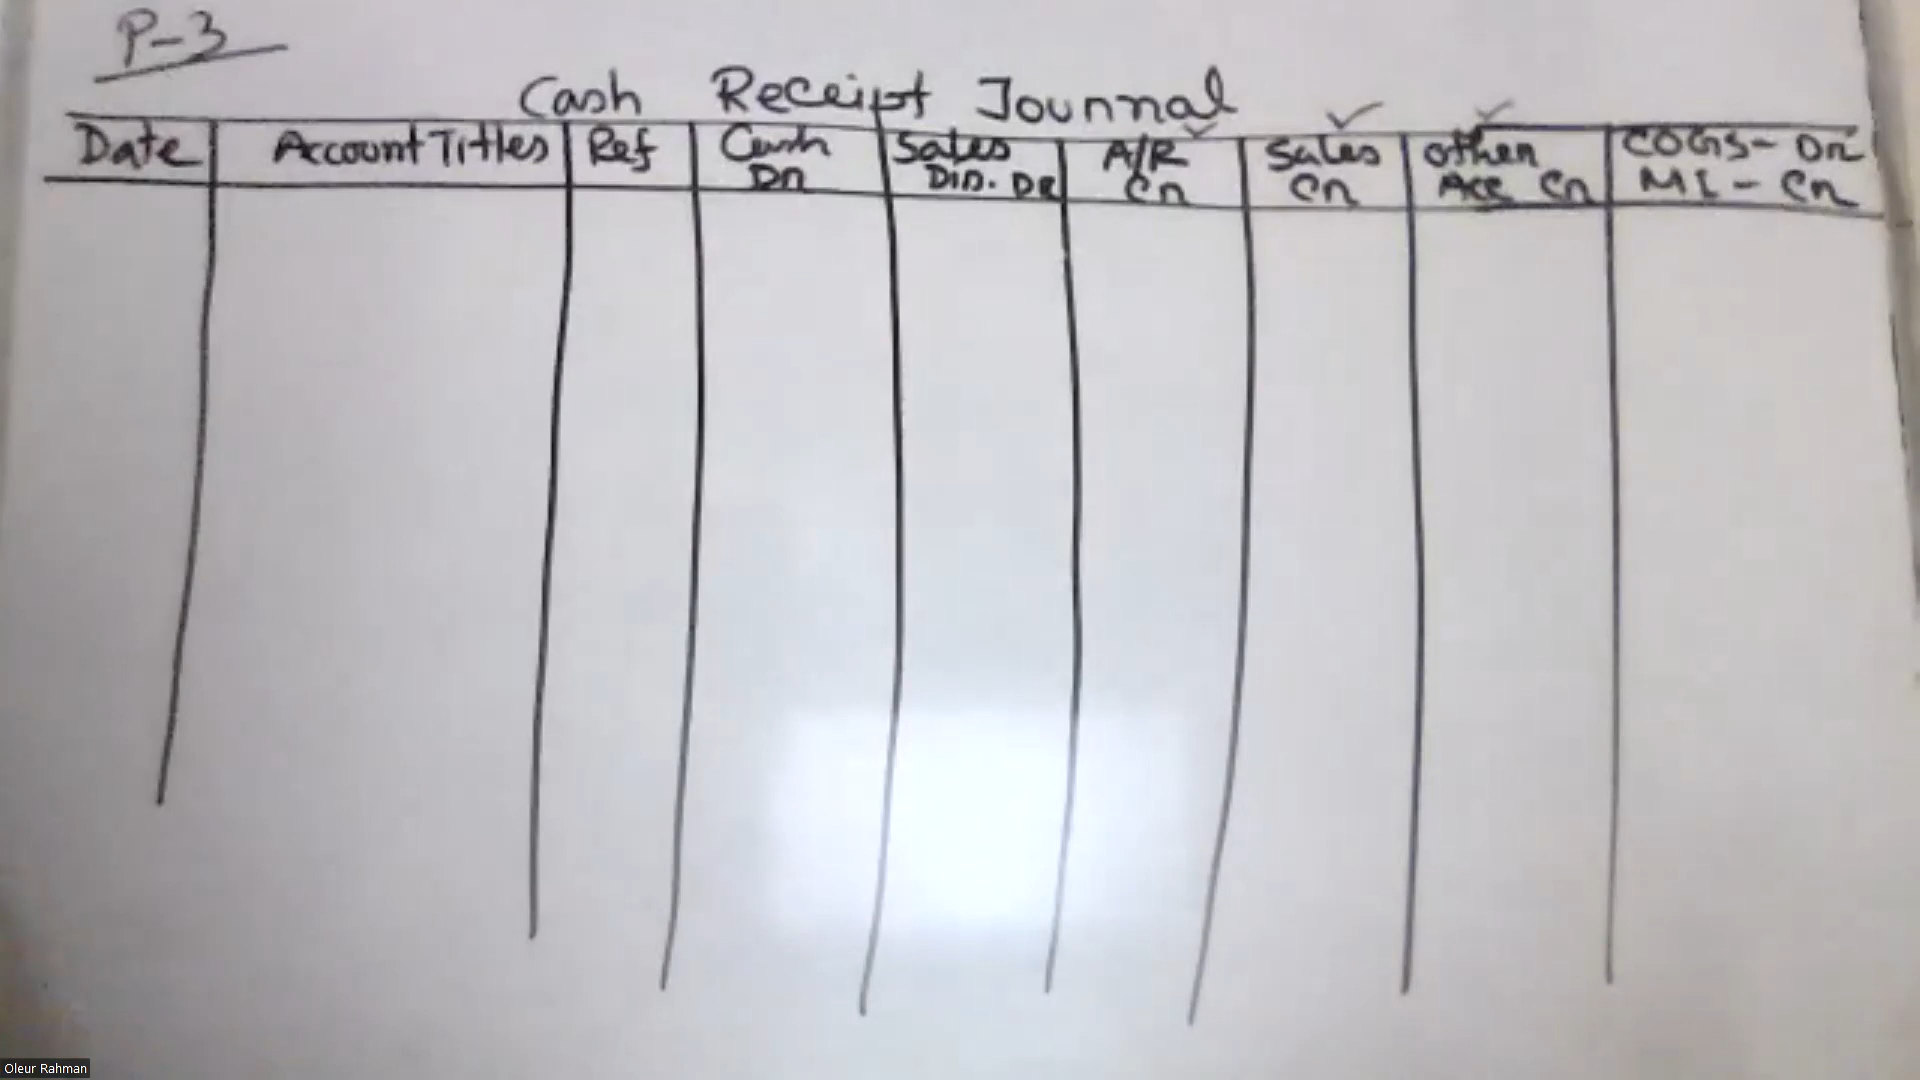 P-3
Cash Receipt Journal
Date Account Titles Ref Cash Dr Sales Dis. Dr A/R Cr Sales Cr Other Acc Cr COGS - Dr MI - Cr
Oleur Rahman